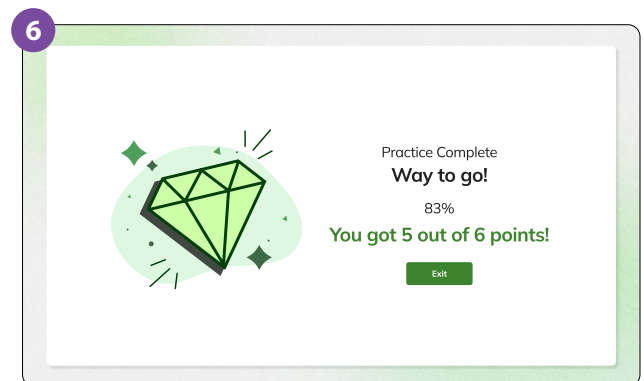 6
Practice Complete
Way to go!
83%
You got 5 out of 6 points!
Exit